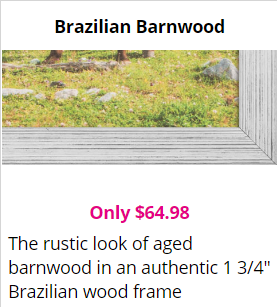 Brazilian Barnwood
Only $64.98
The rustic look of aged
barnwood in an authentic 1 3/4"
Brazilian wood frame